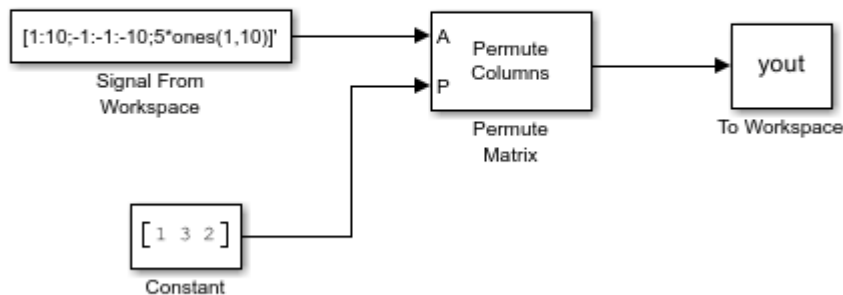 [1:10;-1:-1:-10;5*ones(1,10)]'
Signal From
Workspace
A
P
Permute
Columns
Permute
Matrix
yout
To Workspace
[ 1 3 2 ]
Constant